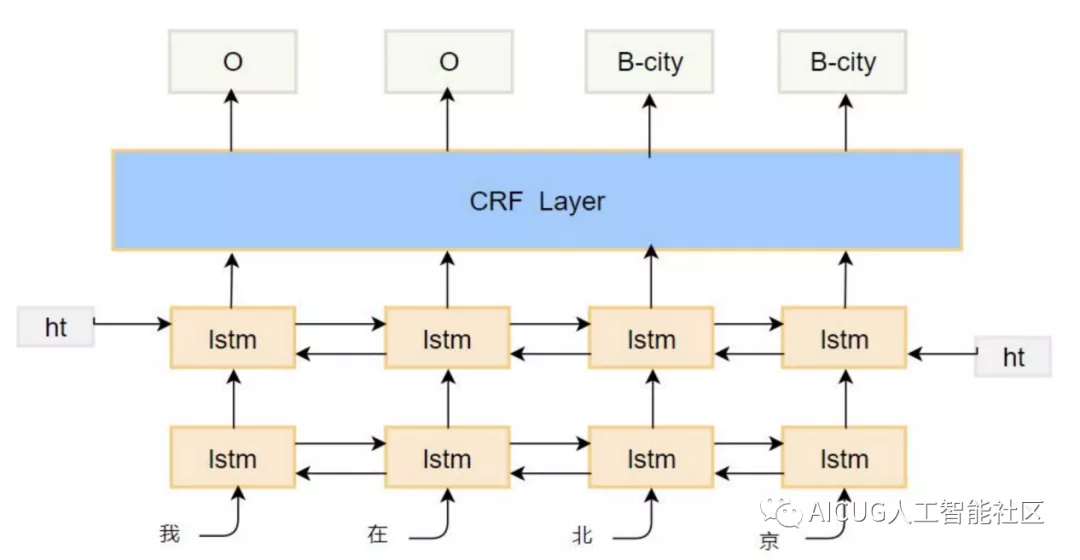 O O B-city B-city
CRF Layer
ht lstm lstm lstm lstm ht
lstm lstm lstm lstm
我 在 北 京
AICUG人工智能社区